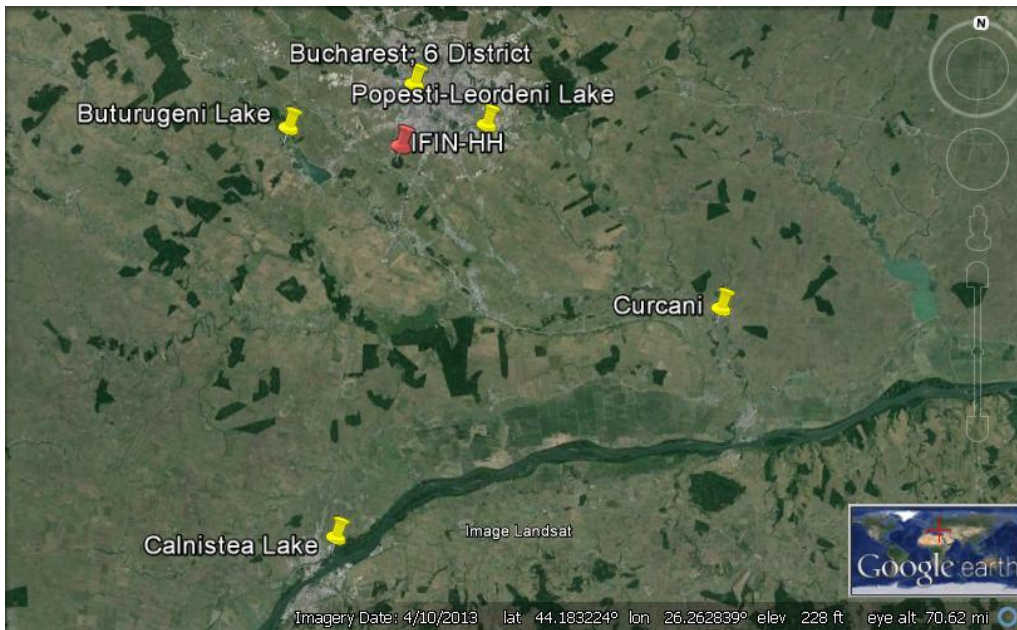 N
Bucharest; 6 District
Popesti-Leordeni Lake
Buturugeni Lake
IFIN-HH
Curcani
Calnistea Lake
Image Landsat
Google earth
Imagery Date: 4/10/2013 lat 44.183224° lon 26.262839° elev 228 ft eye alt 70.62 mi